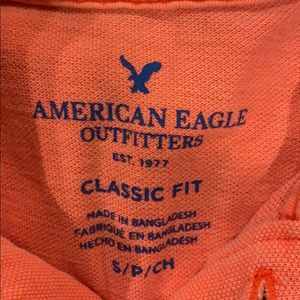 AMERICAN EAGLE
OUTFITTERS
EST. 1977
CLASSIC FIT
MADE IN BANGLADESH
FABRIQUÉ EN BANGLADESH
HECHO EN BANGLADESH
S/P/CH